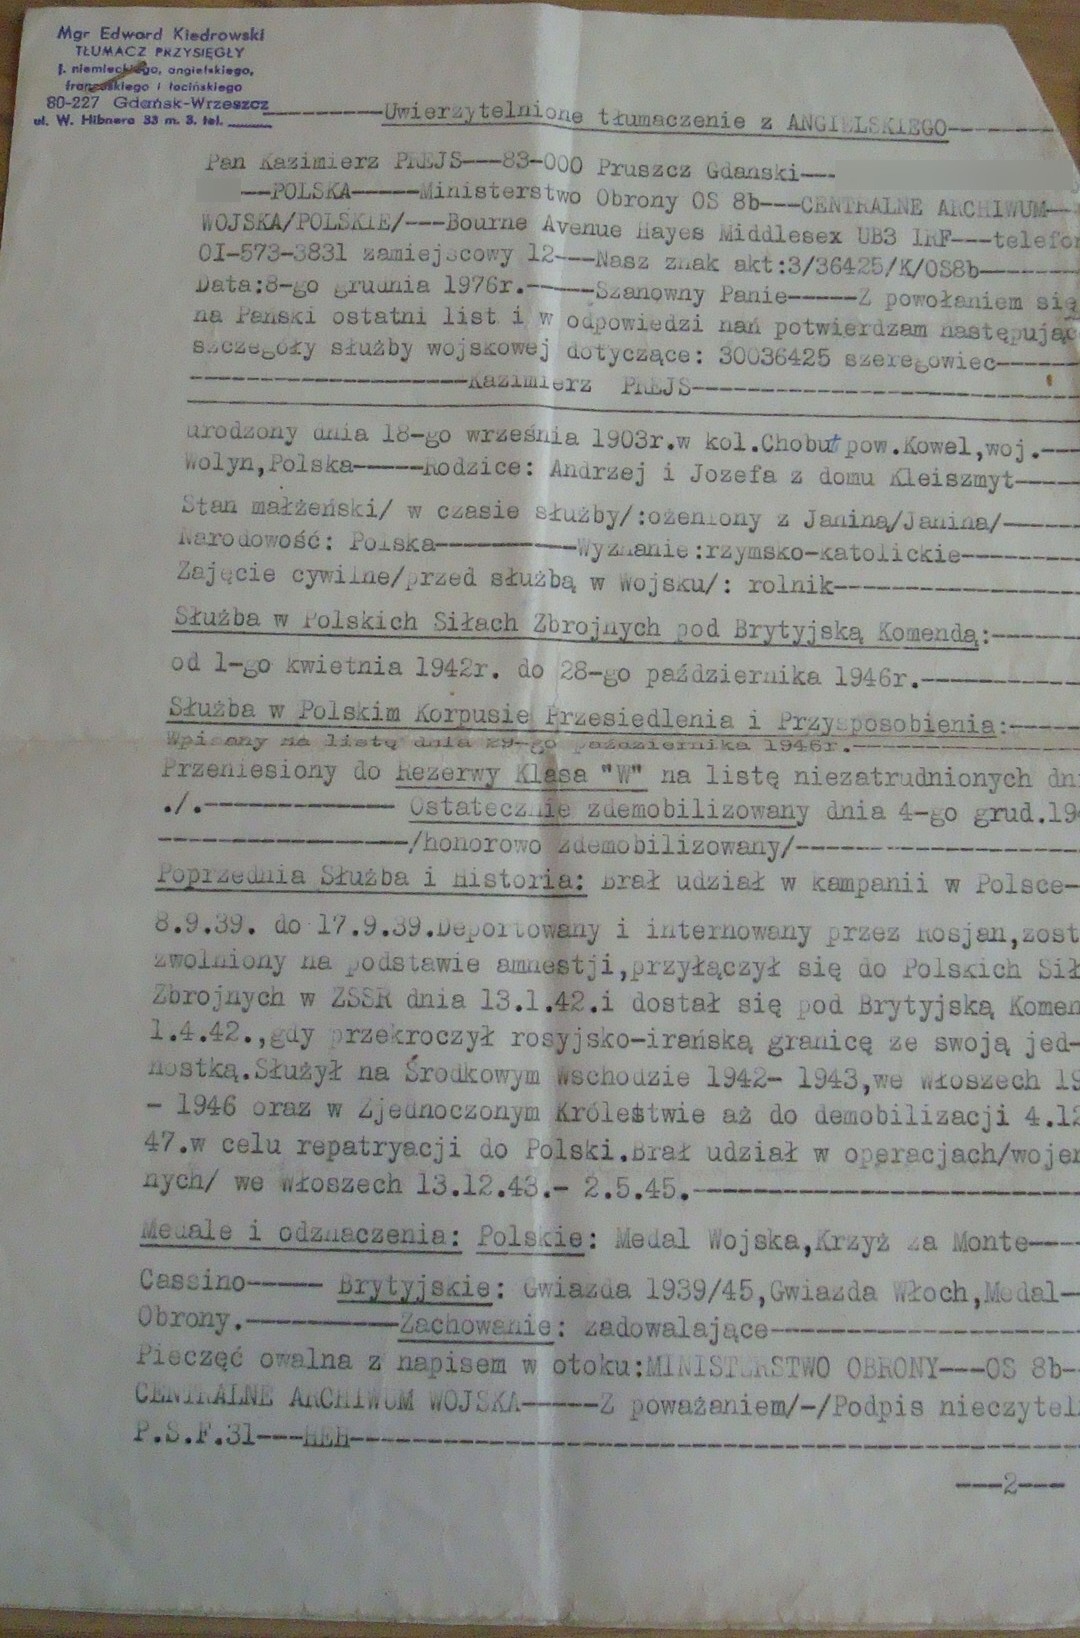 Mgr Edward Kiedrowski
TŁUMACZ PRZYSIĘGŁY
j. niemieckiego, angielskiego,
francuskiego i łacińskiego
80-227 Gdańsk-Wrzeszcz
ul. W. Hibnera 33 m. 3. tel.
-------Uwierzytelnione tłumaczenie z ANGIELSKIEGO-------
Pan Kazimierz PREJS---83-000 Pruszcz Gdanski---
--POLSKA-----Ministerstwo Obrony OS 8b---CENTRALNE ARCHIWUM--
WOJSKA/POLSKIE/---Bourne Avenue Hayes Middlesex UB3 IRF---telefon
OI-573-3831 zamiejscowy 12---Nasz znak akt:3/36425/K/OS8b-------
Data:8-go grudnia 1976r.-----Szanowny Panie-----Z powołaniem się
na Pański ostatni list i w odpowiedzi nań potwierdzam następując
szczegóły służby wojskowej dotyczące: 30036425 szeregowiec------
--------------------Kazimierz PREJS--------------------
urodzony dnia 18-go września 1903r.w kol.Chobut pow.Kowel,woj.---
Wolyn,Polska-----Rodzice: Andrzej i Jozefa z domu Kleiszmyt-----
Stan małżeński/ w czasie służby/:ożeniony z Janiną/Janina/------
Narodowość: Polska----------Wyznanie:rzymsko-katolickie---------
Zajęcie cywilne/przed służbą w Wojsku/: rolnik------------------
Służba w Polskich Siłach Zbrojnych pod Brytyjską Komendą:-------
od 1-go kwietnia 1942r. do 28-go października 1946r.-----------
Służba w Polskim Korpusie Przesiedlenia i Przysposobienia:-----
Wpisany na listę dnia 29-go października 1946r.-----------------
Przeniesiony do Rezerwy Klasa "W" na listę niezatrudnionych dn
./.-------------- Ostatecznie zdemobilizowany dnia 4-go grud.19
------------------/honorowo zdemobilizowany/--------------------
Poprzednia Służba i Historia: Brał udział w kampanii w Polsce-
8.9.39. do 17.9.39.Deportowany i internowany przez Rosjan,zost
zwolniony na podstawie amnestji,przyłączył się do Polskich Sił
Zbrojnych w ZSSR dnia 13.1.42.i dostał się pod Brytyjską Komen
1.4.42.,gdy przekroczył rosyjsko-irańską granicę ze swoją jed-
nostką.Służył na Środkowym Wschodzie 1942- 1943,we Włoszech 19
- 1946 oraz w Zjednoczonym Królestwie aż do demobilizacji 4.12
47.w celu repatryacji do Polski.Brał udział w operacjach/wojen
nych/ we Włoszech 13.12.43.- 2.5.45.----------------------------
Medale i odznaczenia: Polskie: Medal Wojska,Krzyż za Monte----
Cassino----- Brytyjskie: Gwiazda 1939/45,Gwiazda Włoch,Medal--
Obrony.-----------Zachowanie: zadowalające----------------------
Pieczęć owalna z napisem w otoku:MINISTERSTWO OBRONY---OS 8b--
CENTRALNE ARCHIWUM WOJSKA-----Z poważaniem/-/Podpis nieczytel
P.S.F.31---HEH--------------------------------------------------
---2---